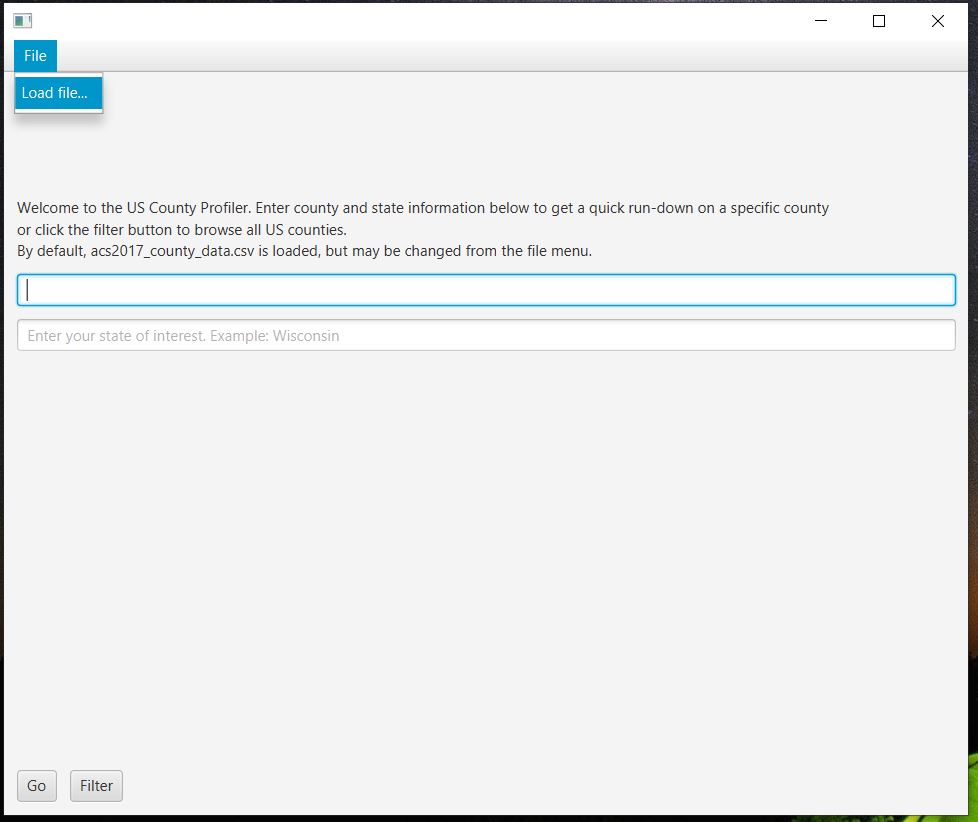 File
Load file...
Welcome to the US County Profiler. Enter county and state information below to get a quick run-down on a specific county
or click the filter button to browse all US counties.
By default, acs2017_county_data.csv is loaded, but may be changed from the file menu.
Enter your state of interest. Example: Wisconsin
Go
Filter